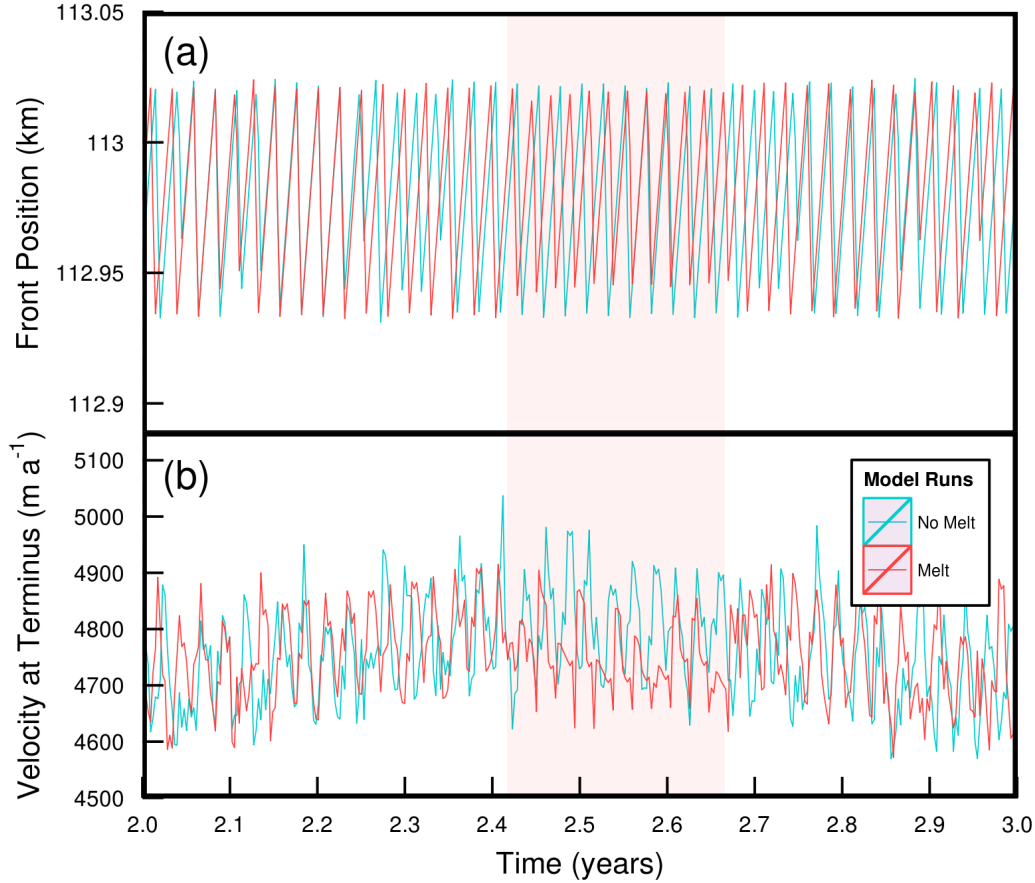 113.05
(a)
113
112.95
112.9
Front Position (km)
5100
(b)
5000
4900
4800
4700
4600
4500
Velocity at Terminus (m a⁻¹)
Model Runs
No Melt
Melt
2.0 2.1 2.2 2.3 2.4 2.5 2.6 2.7 2.8 2.9 3.0
Time (years)